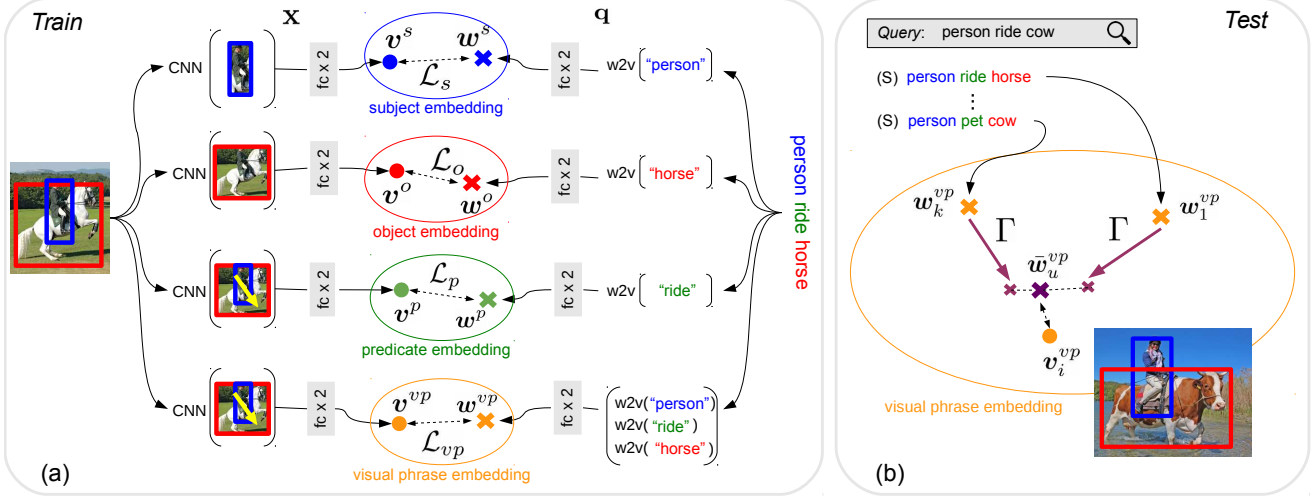 Train
x
q
CNN
fc x 2
v^s
w^s
L_s
subject embedding
fc x 2
w2v ( “person” )
CNN
fc x 2
v^o
L_o
w^o
object embedding
fc x 2
w2v ( “horse” )
CNN
fc x 2
v^p
L_p
w^p
predicate embedding
fc x 2
w2v ( “ride” )
CNN
fc x 2
v^{vp}
w^{vp}
L_{vp}
visual phrase embedding
fc x 2
w2v( “person” )
w2v( “ride” )
w2v( “horse” )
person ride horse
(a)
Test
Query: person ride cow
(S) person ride horse
(S) person pet cow
w_k^{vp}
w_1^{vp}
Γ
Γ
w̄_u^{vp}
v_i^{vp}
visual phrase embedding
(b)